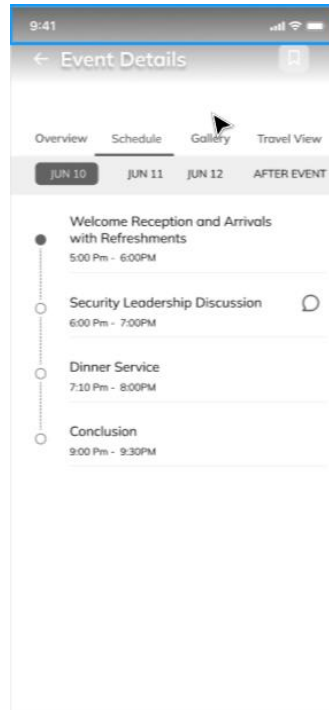 9:41
Event Details
Overview Schedule Gallery Travel View
JUN 10 JUN 11 JUN 12 AFTER EVENT
Welcome Reception and Arrivals
with Refreshments
5:00 Pm - 6:00PM
Security Leadership Discussion
6:00 Pm - 7:00PM
Dinner Service
7:10 Pm - 8:00PM
Conclusion
9:00 Pm - 9:30PM